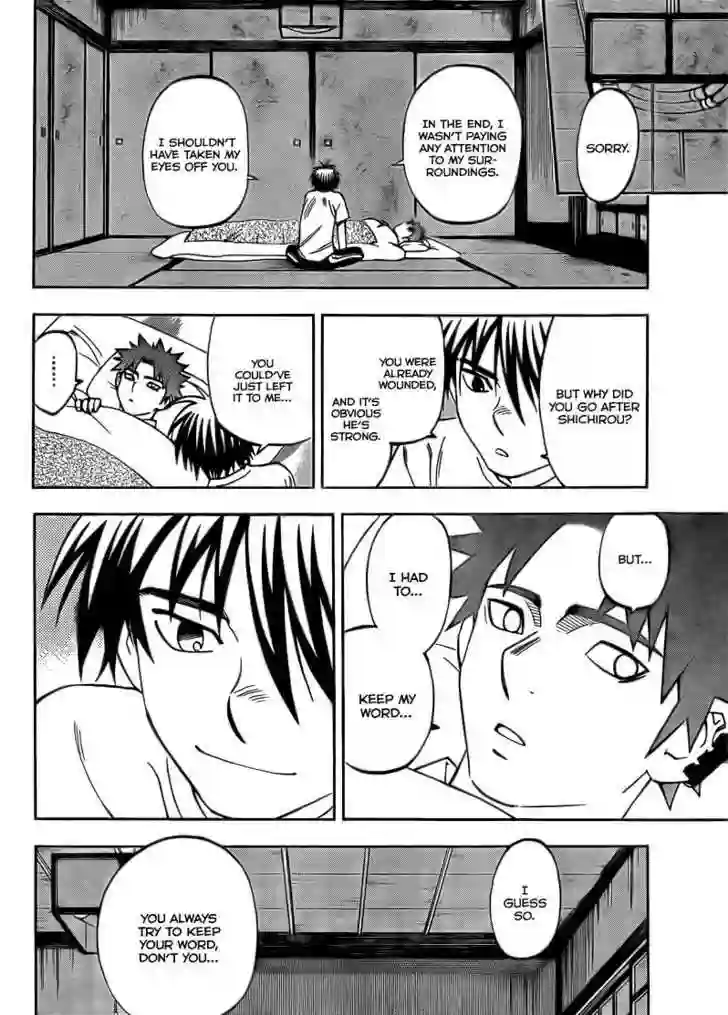 SORRY.
IN THE END, I
WASN'T PAYING
ANY ATTENTION
TO MY SUR-
ROUNDINGS.
I SHOULDN'T
HAVE TAKEN MY
EYES OFF YOU.
BUT WHY DID
YOU GO AFTER
SHICHIROU?
YOU WERE
ALREADY
WOUNDED,
AND IT'S
OBVIOUS
HE'S
STRONG.
YOU
COULD'VE
JUST LEFT
IT TO ME...
......
BUT...
I HAD
TO...
KEEP MY
WORD...
I
GUESS
SO.
YOU ALWAYS
TRY TO KEEP
YOUR WORD,
DON'T YOU...